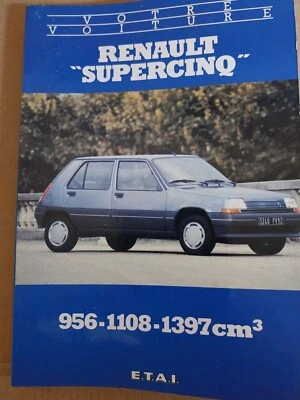 VOTRE
VOITURE
RENAULT
"SUPERCINQ"
956-1108-1397cm³
E.T.A.I.